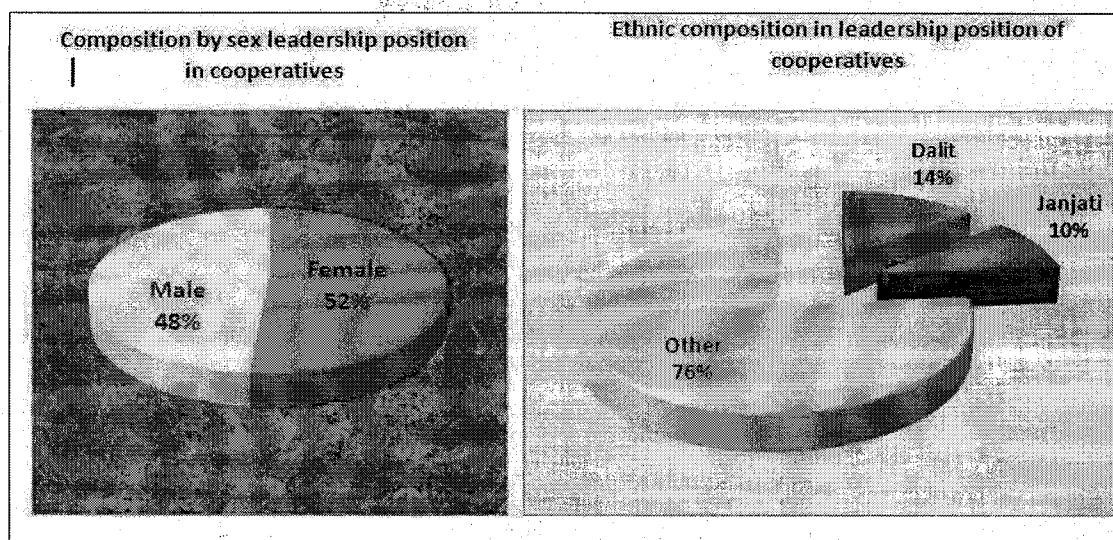 Composition by sex leadership position
in cooperatives
Male
48%
Female
52%
Ethnic composition in leadership position of
cooperatives
Dalit
14%
Janjati
10%
Other
76%